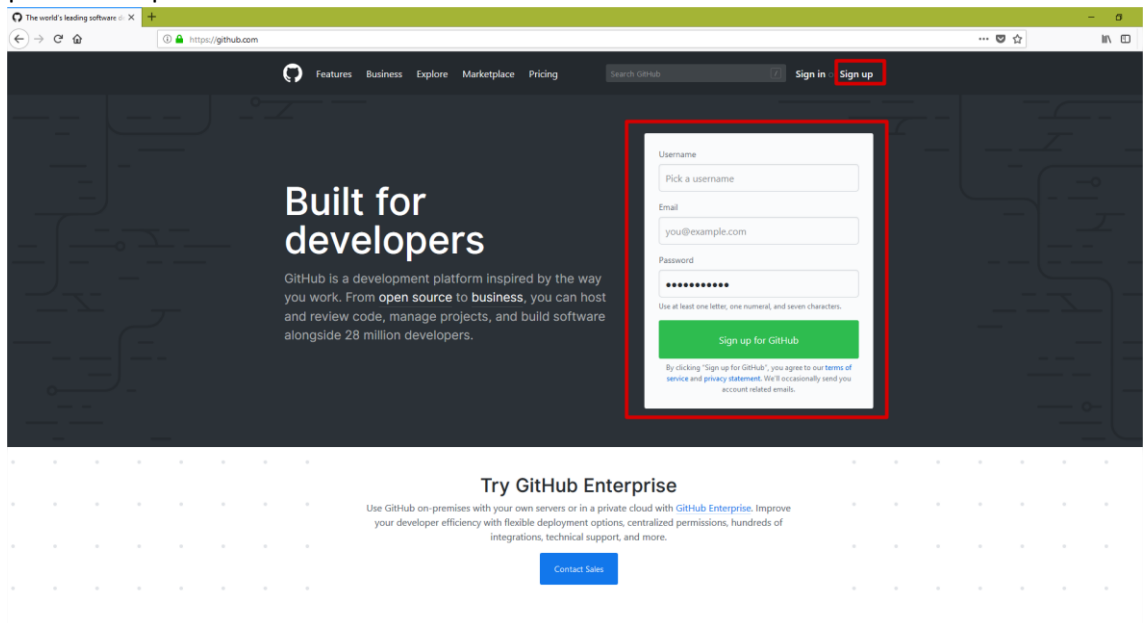 The world's leading software d
https://github.com
Features Business Explore Marketplace Pricing Search GitHub / Sign in o Sign up
Username
Pick a username
Built for
developers
Email
you@example.com
Password
•••••••••••
GitHub is a development platform inspired by the way
you work. From open source to business, you can host
and review code, manage projects, and build software
alongside 28 million developers.
Use at least one letter, one numeral, and seven characters.
Sign up for GitHub
By clicking "Sign up for GitHub", you agree to our terms of
service and privacy statement. We'll occasionally send you
account related emails.
Try GitHub Enterprise
Use GitHub on-premises with your own servers or in a private cloud with GitHub Enterprise. Improve
your developer efficiency with flexible deployment options, centralized permissions, hundreds of
integrations, technical support, and more.
Contact Sales